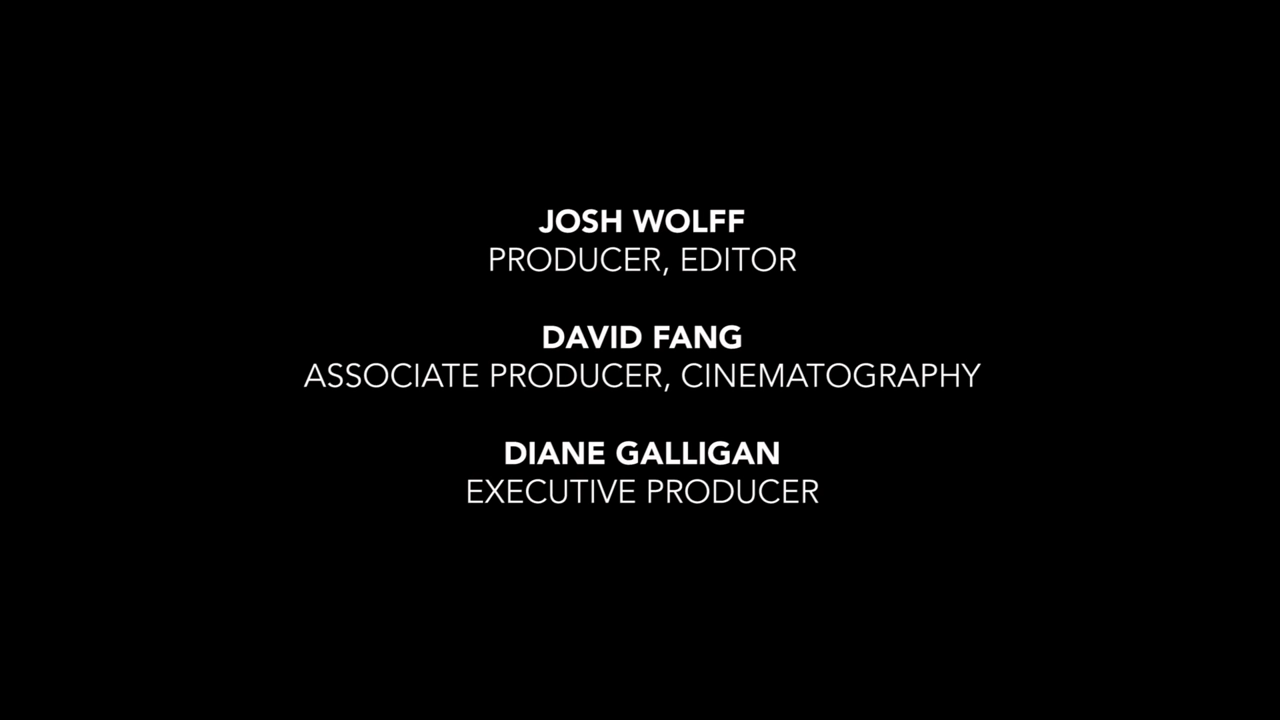 JOSH WOLFF
PRODUCER, EDITOR
DAVID FANG
ASSOCIATE PRODUCER, CINEMATOGRAPHY
DIANE GALLIGAN
EXECUTIVE PRODUCER